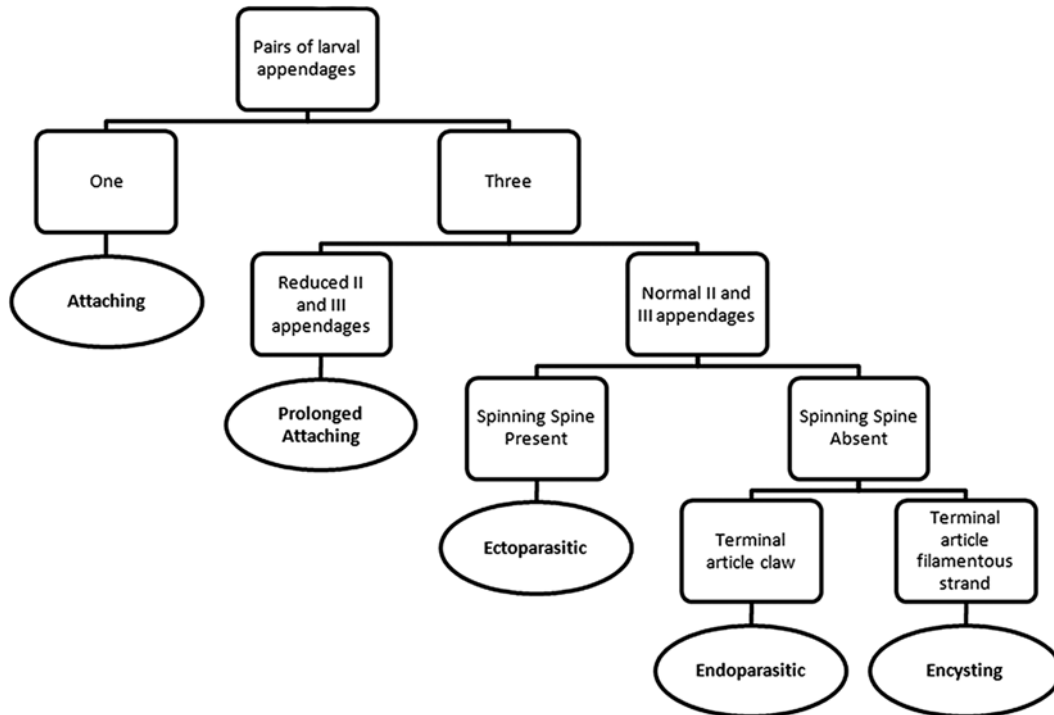 Pairs of larval
appendages
One
Three
Attaching
Reduced II
and III
appendages
Normal II and
III appendages
Prolonged
Attaching
Spinning Spine
Present
Spinning Spine
Absent
Ectoparasitic
Terminal
article claw
Terminal
article
filamentous
strand
Endoparasitic
Encysting